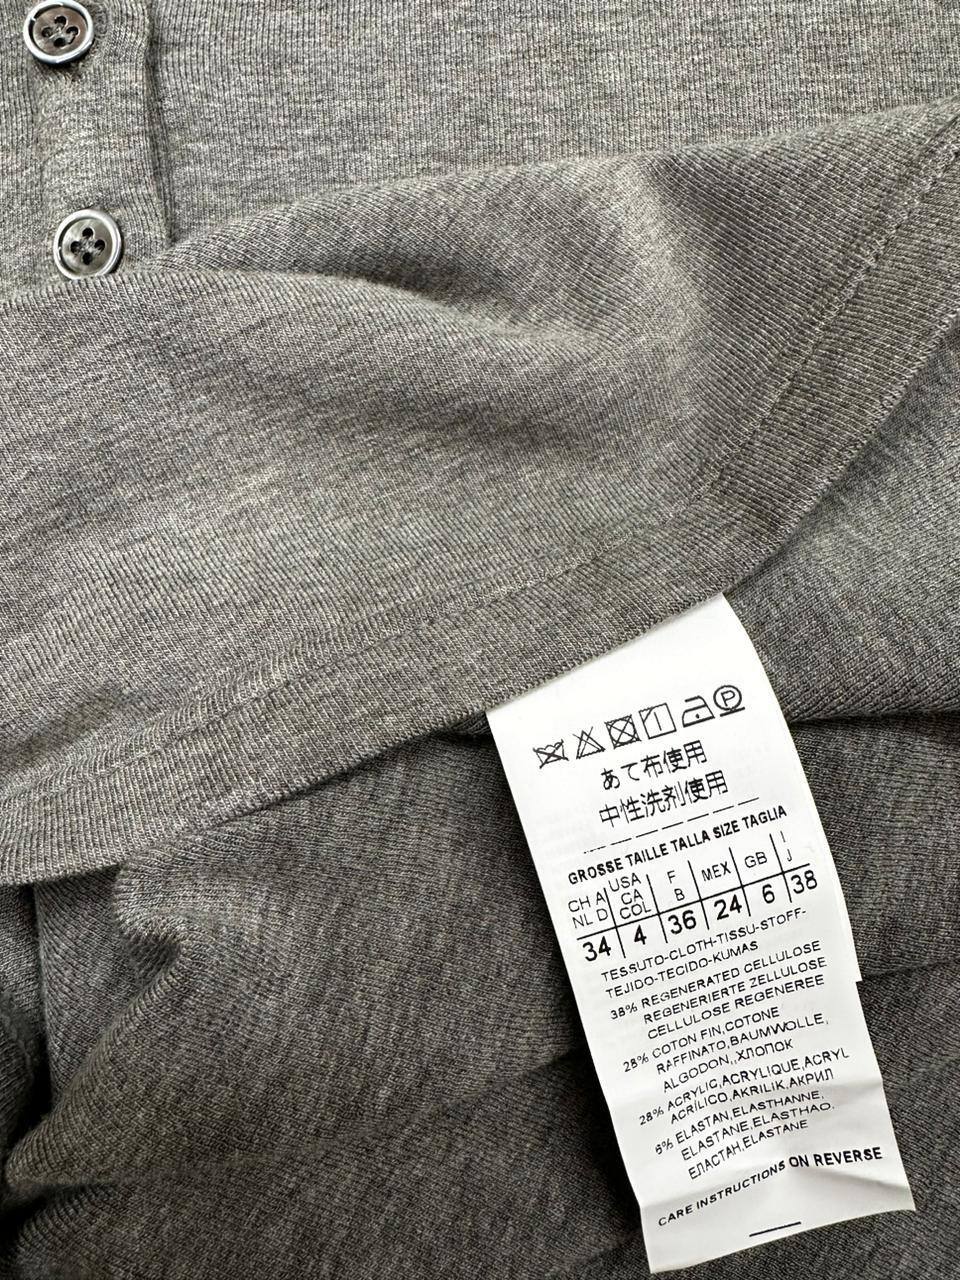 P
あて布使用
中性洗剤使用
GROSSE TAILLE TALLA SIZE TAGLIA
CH A USA F MEX GB I
NL D CA B J
COL
34 4 36 24 6 38
TESSUTO-CLOTH-TISSU-STOFF-
TEJIDO-TECIDO-KUMAS
38% REGENERATED CELLULOSE
REGENERIERTE ZELLULOSE
CELLULOSE REGENEREE
28% COTON FIN,COTONE
RAFFINATO,BAUMWOLLE,
ALGODON,,ХЛОПОК
28% ACRYLIC,ACRYLIQUE,ACRYL
ACRÍLICO,AKRILIK,АКРИЛ
6% ELASTAN,ELASTHANNE,
ELASTANE,ELASTHAO,
ЕЛАСТАН,ELASTANE
CARE INSTRUCTIONS ON REVERSE